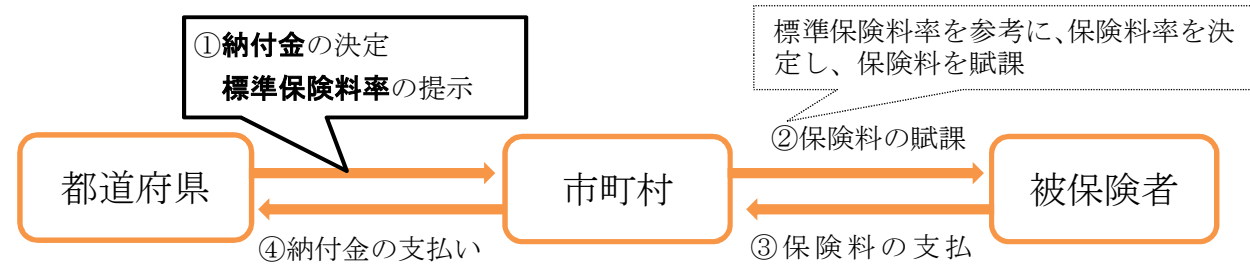 ①納付金の決定
標準保険料率の提示
標準保険料率を参考に、保険料率を決
定し、保険料を賦課
②保険料の賦課
都道府県
市町村
被保険者
④納付金の支払い
③保険料の支払